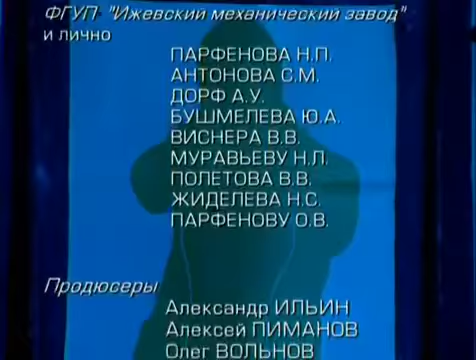 ФГУП "Ижевский механический завод"
и лично
ПАРФЕНОВА Н.П.
АНТОНОВА С.М.
ДОРФ А.У.
БУШМЕЛЕВА Ю.А.
ВИСНЕРА В.В.
МУРАВЬЕВУ Н.Л.
ПОЛЕТОВА В.В.
ЖИДЕЛЕВА Н.С.
ПАРФЕНОВУ О.В.
Продюсеры
Александр ИЛЬИН
Алексей ПИМАНОВ
Олег ВОЛЬНОВ